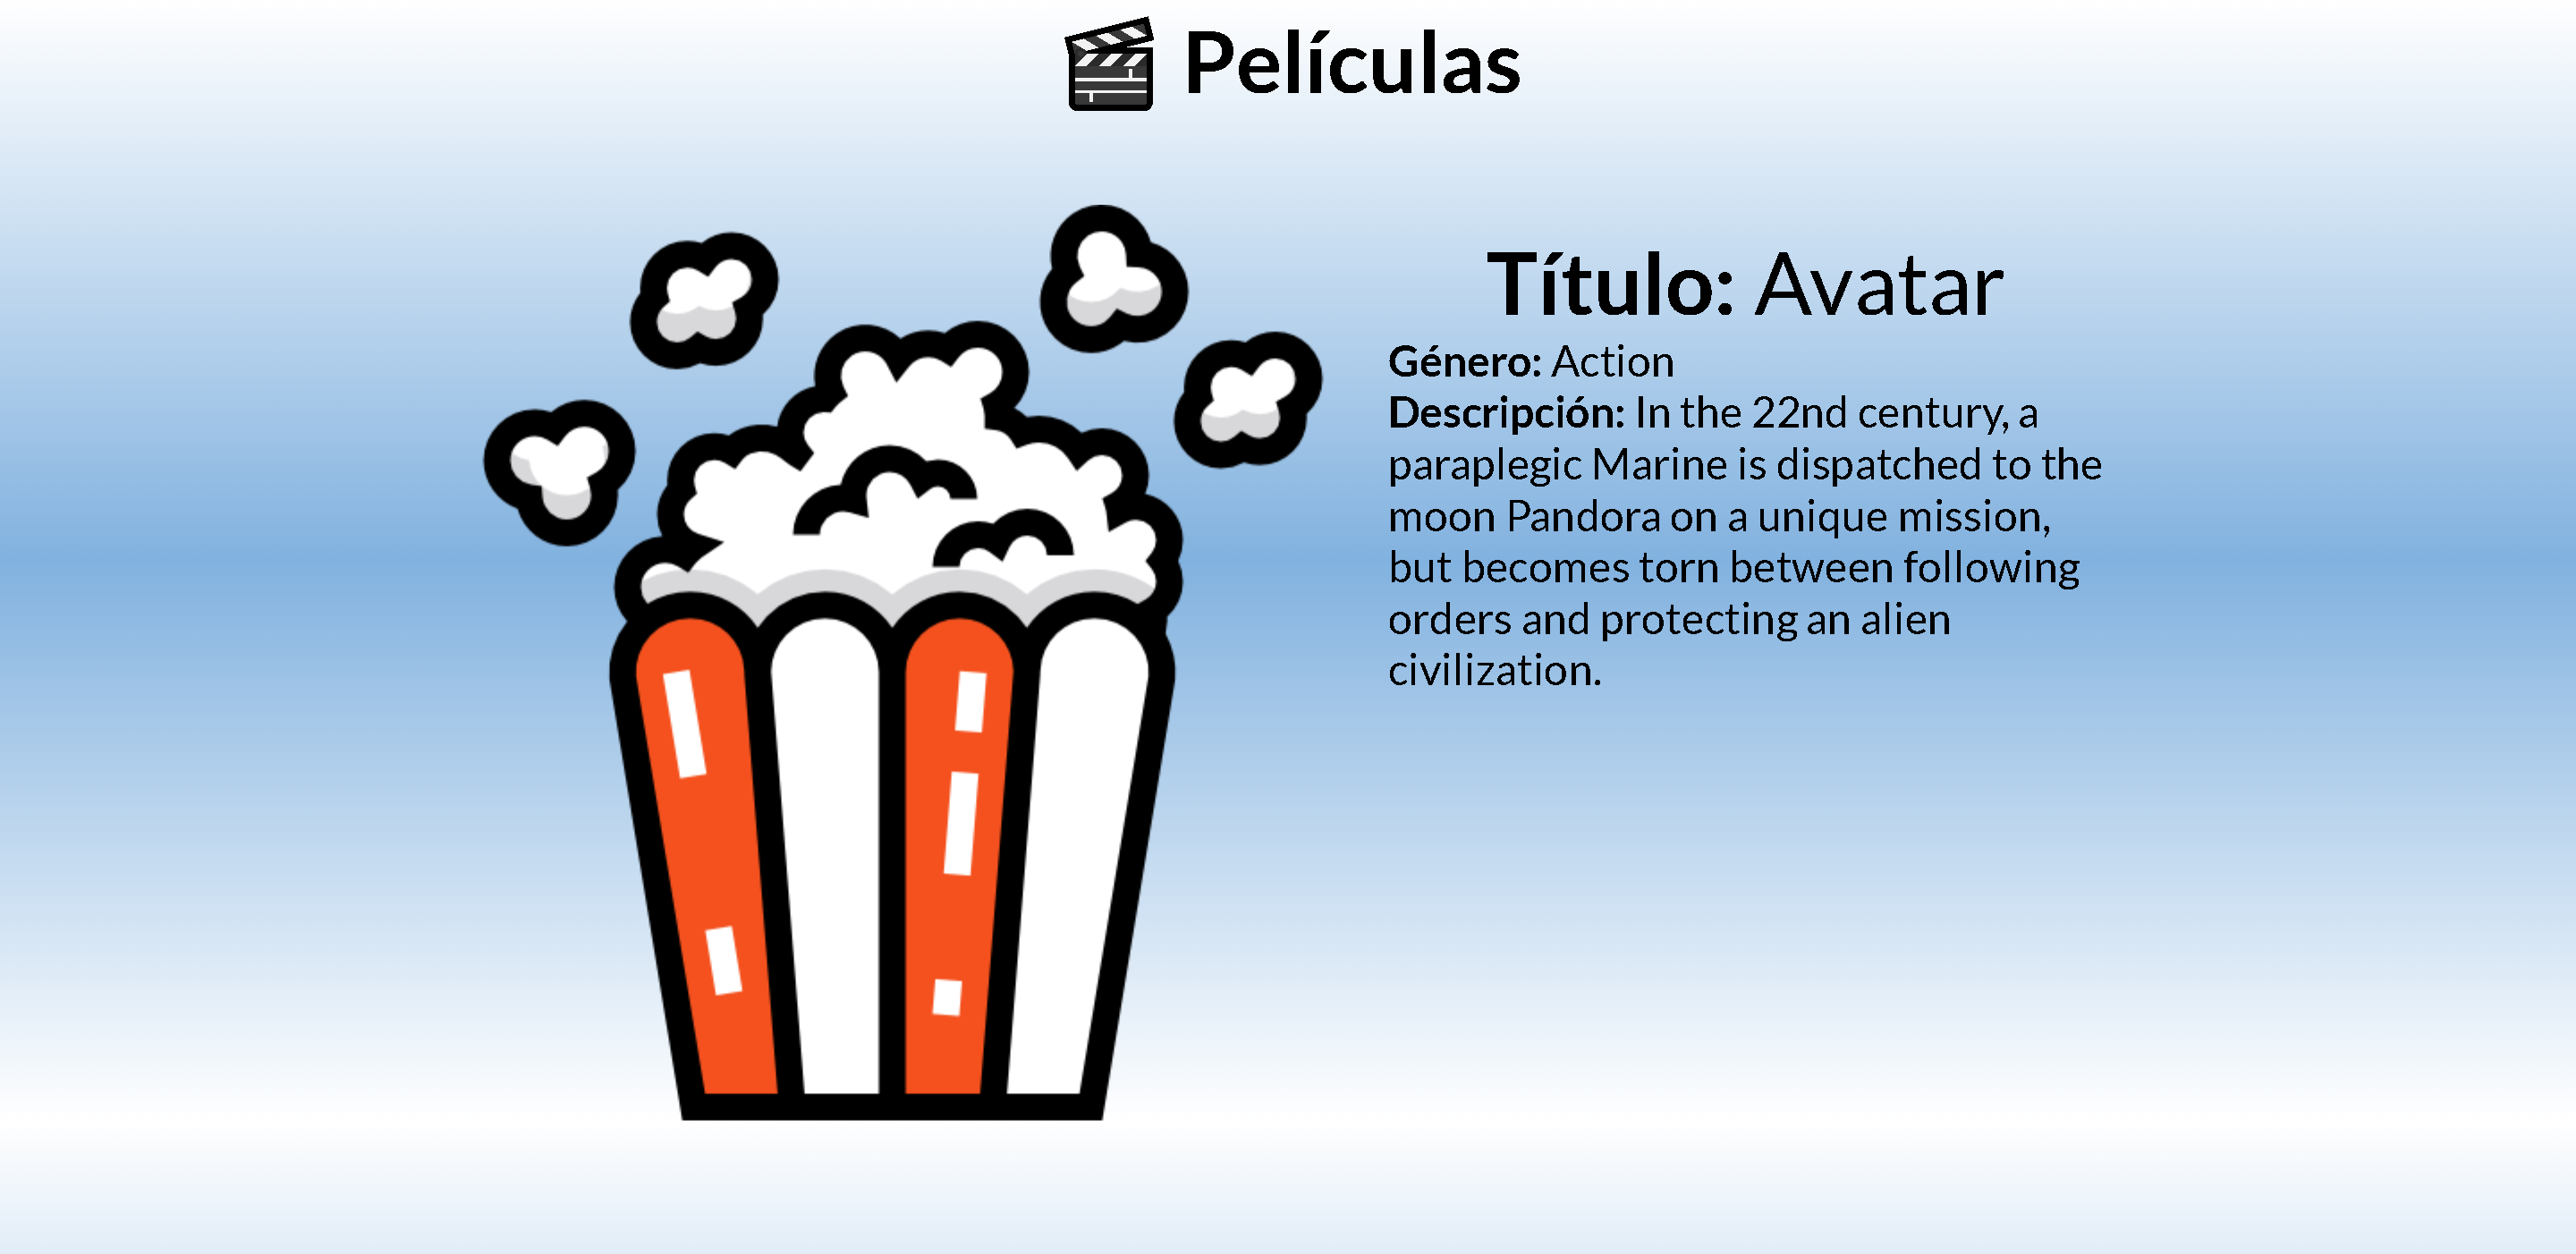 Películas
Título: Avatar
Género: Action
Descripción: In the 22nd century, a
paraplegic Marine is dispatched to the
moon Pandora on a unique mission,
but becomes torn between following
orders and protecting an alien
civilization.